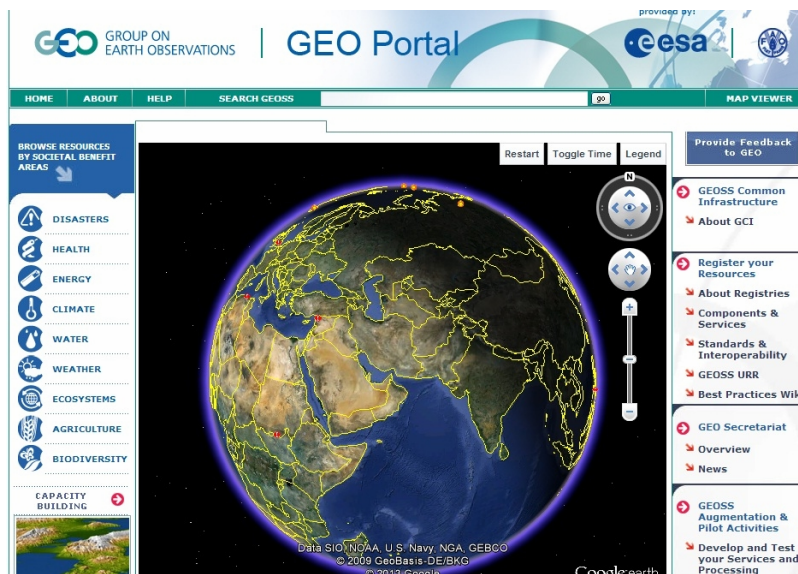 provided by:
GEO GROUP ON
EARTH OBSERVATIONS
GEO Portal
esa
HOME ABOUT HELP SEARCH GEOSS go MAP VIEWER
BROWSE RESOURCES
BY SOCIETAL BENEFIT
AREAS
DISASTERS
HEALTH
ENERGY
CLIMATE
WATER
WEATHER
ECOSYSTEMS
AGRICULTURE
BIODIVERSITY
CAPACITY
BUILDING
Restart Toggle Time Legend
N
Data SIO, NOAA, U.S. Navy, NGA, GEBCO
© 2009 GeoBasis-DE/BKG
© 2012 Google
Google earth
Provide Feedback
to GEO
GEOSS Common
Infrastructure
About GCI
Register your
Resources
About Registries
Components &
Services
Standards &
Interoperability
GEOSS URR
Best Practices Wik
GEO Secretariat
Overview
News
GEOSS
Augmentation &
Pilot Activities
Develop and Test
your Services and
Processing